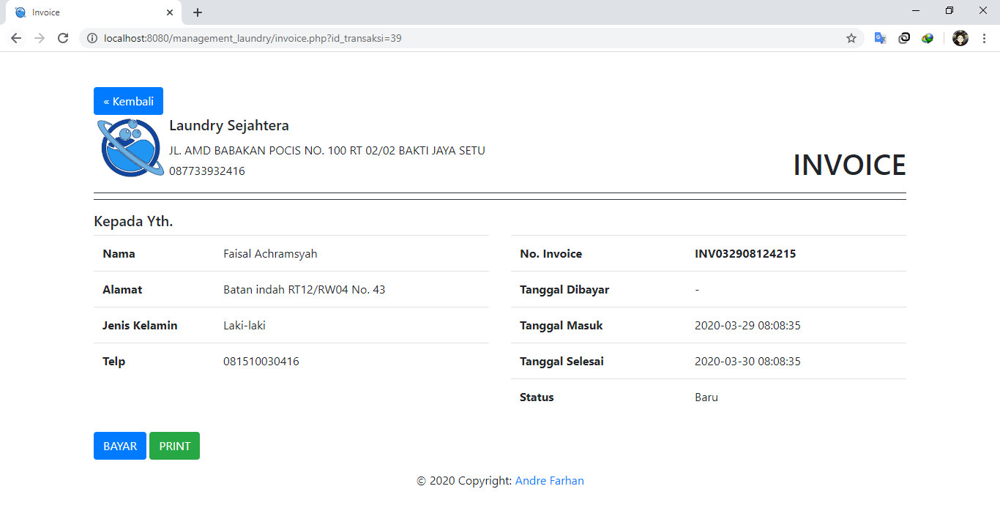 Invoice
localhost:8080/management_laundry/invoice.php?id_transaksi=39
« Kembali
Laundry Sejahtera
JL. AMD BABAKAN POCIS NO. 100 RT 02/02 BAKTI JAYA SETU
087733932416
INVOICE
Kepada Yth.
Nama Faisal Achramsyah
Alamat Batan indah RT12/RW04 No. 43
Jenis Kelamin Laki-laki
Telp 081510030416
No. Invoice INV032908124215
Tanggal Dibayar -
Tanggal Masuk 2020-03-29 08:08:35
Tanggal Selesai 2020-03-30 08:08:35
Status Baru
BAYAR PRINT
© 2020 Copyright: Andre Farhan